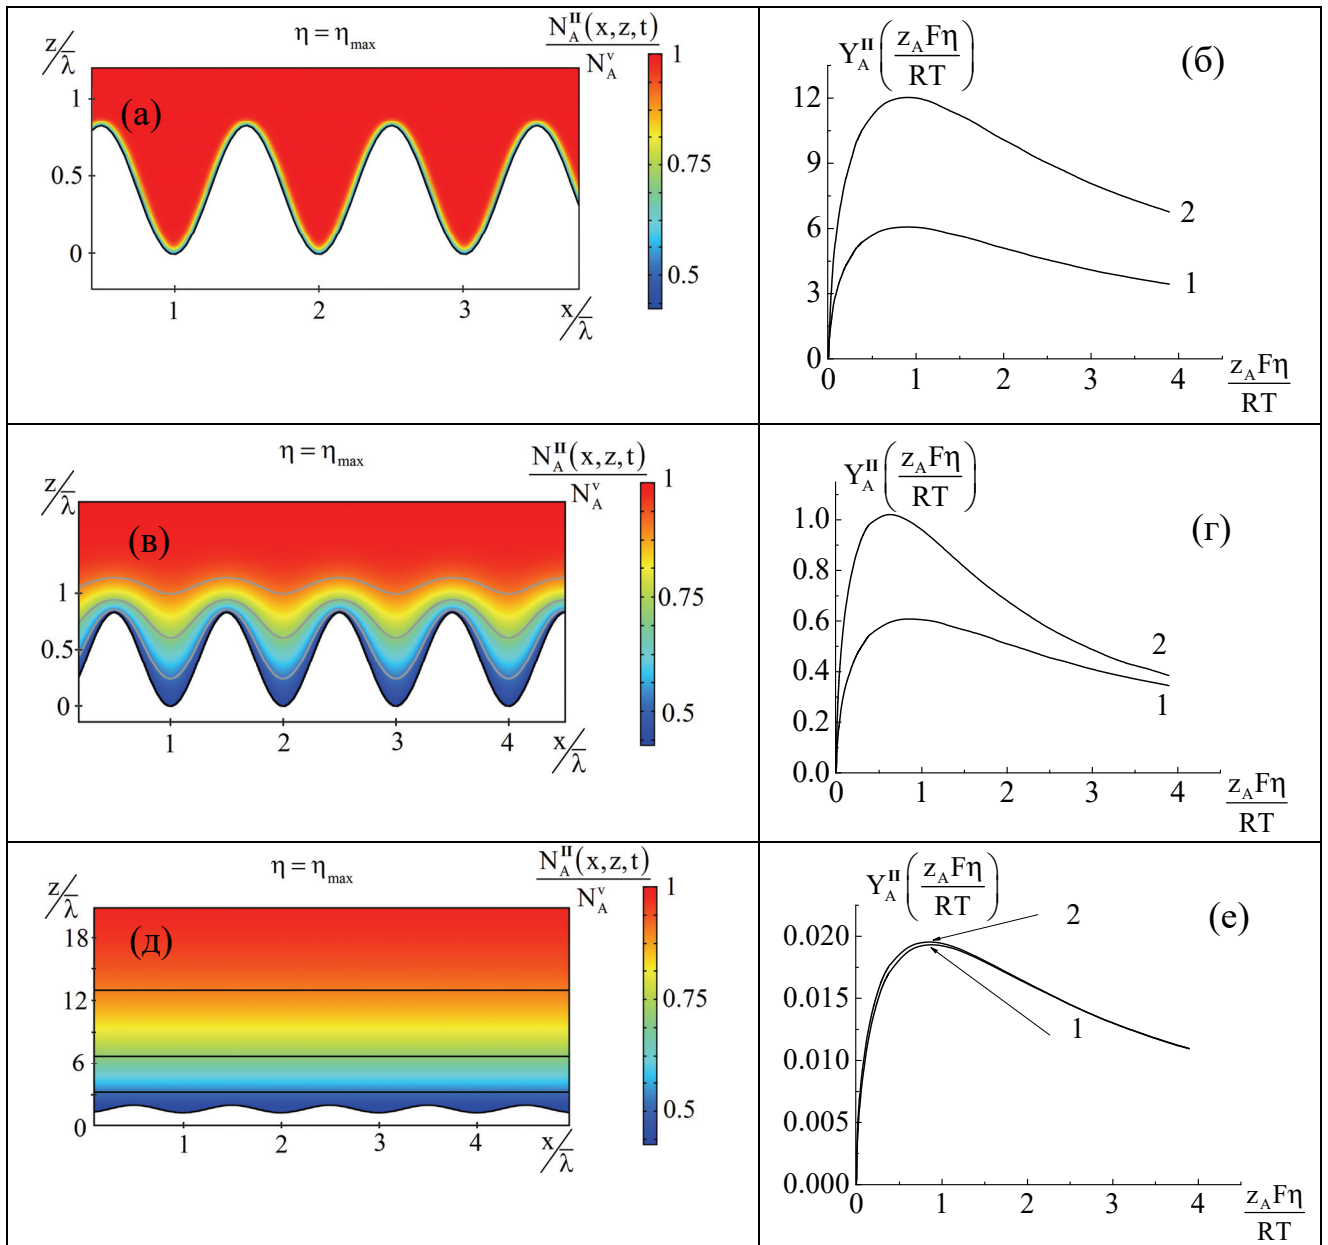 z/λ̅
η = η_max
N_A^II(x,z,t)
N_A^v
1
0.75
0.5
(а)
1
0.5
0
1 2 3
x/λ̅
Y_A^II (z_A Fη / RT)
(б)
12
9
6
3
0
2
1
0 1 2 3 4
z_A Fη
RT
z/λ̅
η = η_max
N_A^II(x,z,t)
N_A^v
1
0.75
0.5
(в)
1
0.5
0
1 2 3 4
x/λ̅
Y_A^II (z_A Fη / RT)
(г)
1.0
0.8
0.6
0.4
0.2
0.0
2
1
0 1 2 3 4
z_A Fη
RT
z/λ̅
η = η_max
N_A^II(x,z,t)
N_A^v
1
0.75
0.5
(д)
18
12
6
0
1 2 3 4
x/λ̅
Y_A^II (z_A Fη / RT)
(е)
2
1
0.020
0.015
0.010
0.005
0.000
0 1 2 3 4
z_A Fη
RT